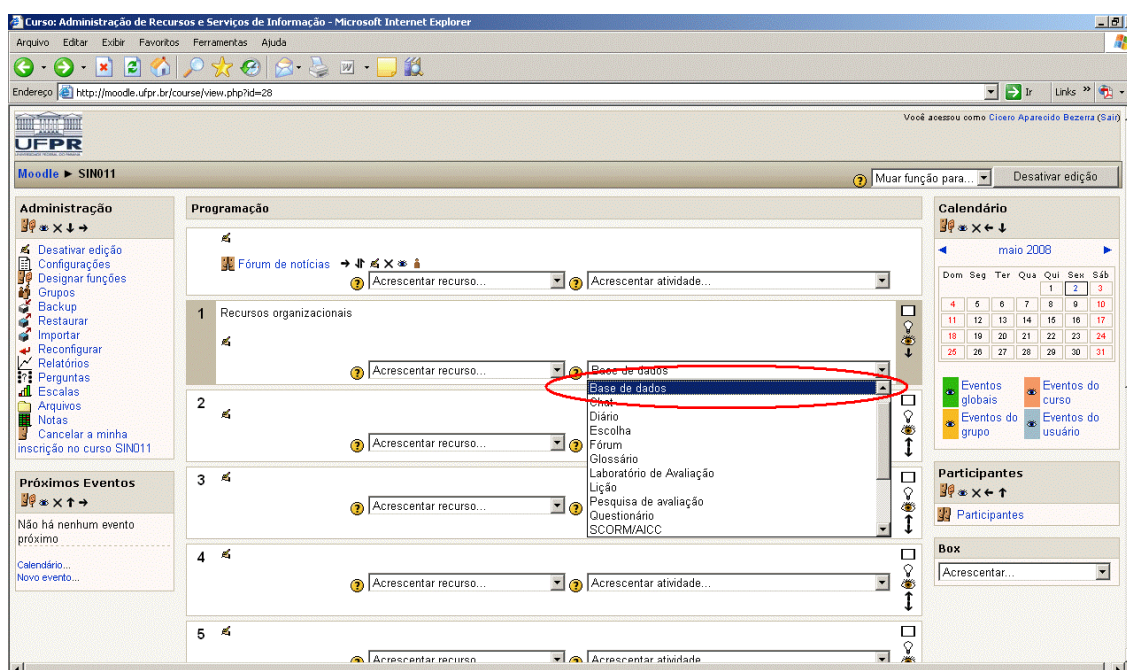 Curso: Administração de Recursos e Serviços de Informação - Microsoft Internet Explorer
Arquivo Editar Exibir Favoritos Ferramentas Ajuda
Endereço http://moodle.ufpr.br/course/view.php?id=28 Ir Links »
UFPR
Você acessou como Cicero Aparecido Bezerra (Sair)
Moodle ► SIN011
Muar função para... Desativar edição
Administração
Desativar edição
Configurações
Designar funções
Grupos
Backup
Restaurar
Importar
Reconfigurar
Relatórios
Perguntas
Escalas
Arquivos
Notas
Cancelar a minha
inscrição no curso SIN011
Próximos Eventos
Não há nenhum evento
próximo
Calendário...
Novo evento...
Programação
Fórum de notícias
Acrescentar recurso... Acrescentar atividade...
1 Recursos organizacionais
Acrescentar recurso... Base de dados
Base de dados
Chat
Diário
Escolha
Fórum
Glossário
Laboratório de Avaliação
Lição
Pesquisa de avaliação
Questionário
SCORM/AICC
2
Acrescentar recurso...
3
Acrescentar recurso...
4
Acrescentar recurso... Acrescentar atividade...
5
Acrescentar recurso Acrescentar atividade
Calendário
maio 2008
Dom Seg Ter Qua Qui Sex Sáb
1 2 3
4 5 6 7 8 9 10
11 12 13 14 15 16 17
18 19 20 21 22 23 24
25 26 27 28 29 30 31
Eventos globais
Eventos do curso
Eventos do grupo
Eventos do usuário
Participantes
Participantes
Box
Acrescentar...